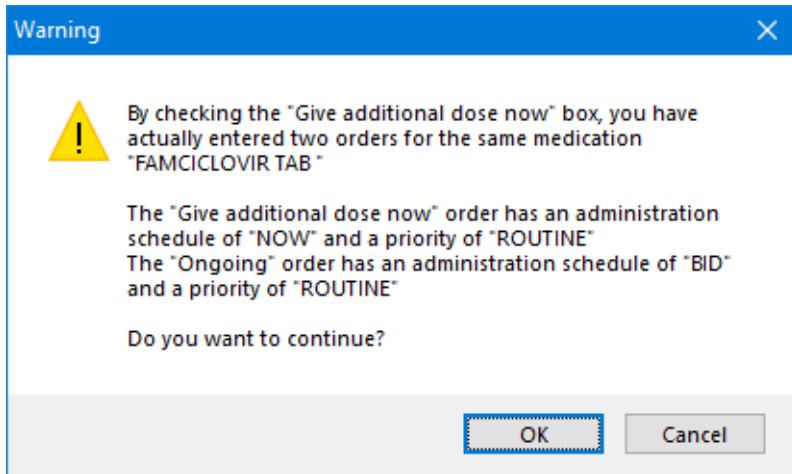 Warning
By checking the "Give additional dose now" box, you have
actually entered two orders for the same medication
"FAMCICLOVIR TAB "
The "Give additional dose now" order has an administration
schedule of "NOW" and a priority of "ROUTINE"
The "Ongoing" order has an administration schedule of "BID"
and a priority of "ROUTINE"
Do you want to continue?
OK Cancel